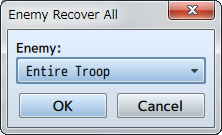 Enemy Recover All
Enemy:
Entire Troop
OK Cancel